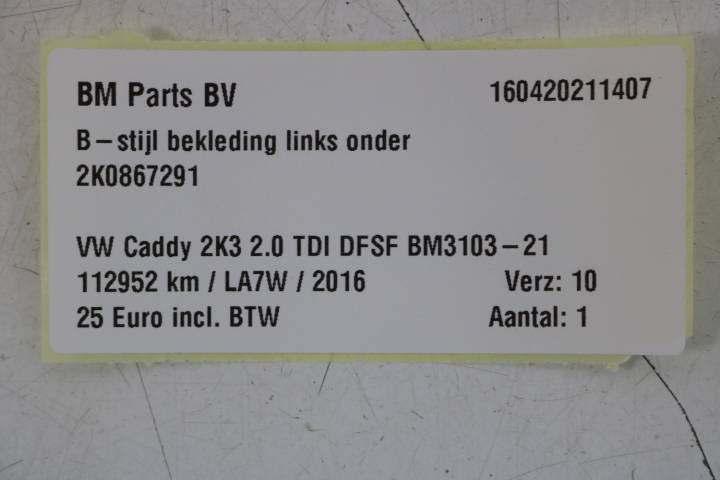 BM Parts BV 160420211407
B-stijl bekleding links onder
2K0867291
VW Caddy 2K3 2.0 TDI DFSF BM3103-21
112952 km / LA7W / 2016 Verz: 10
25 Euro incl. BTW Aantal: 1